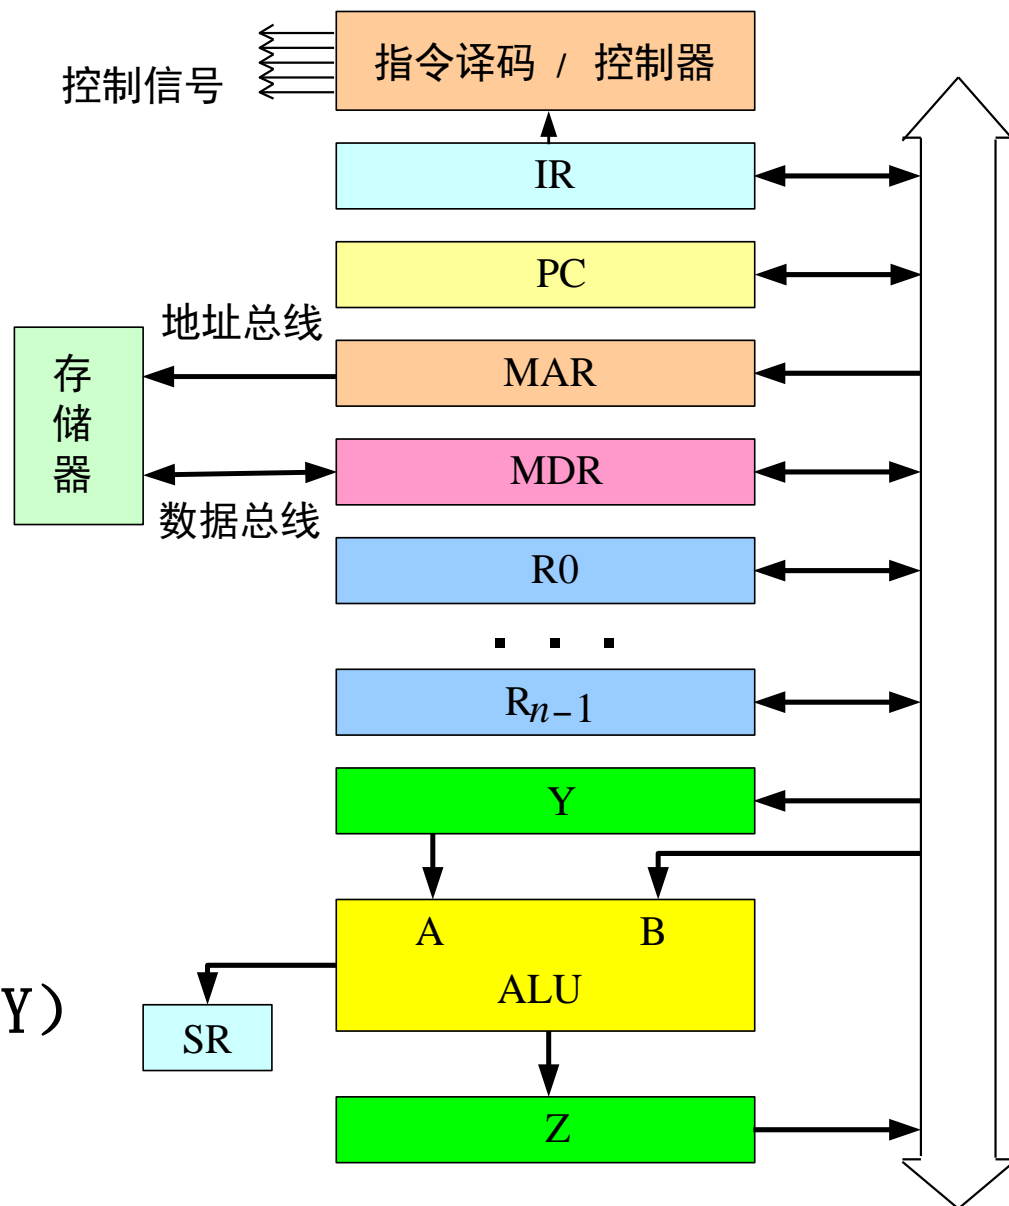 指令译码 / 控制器
控制信号
IR
PC
地址总线
存储器
MAR
MDR
数据总线
R0
. . .
Rn−1
Y
A B
ALU
Y）
SR
Z